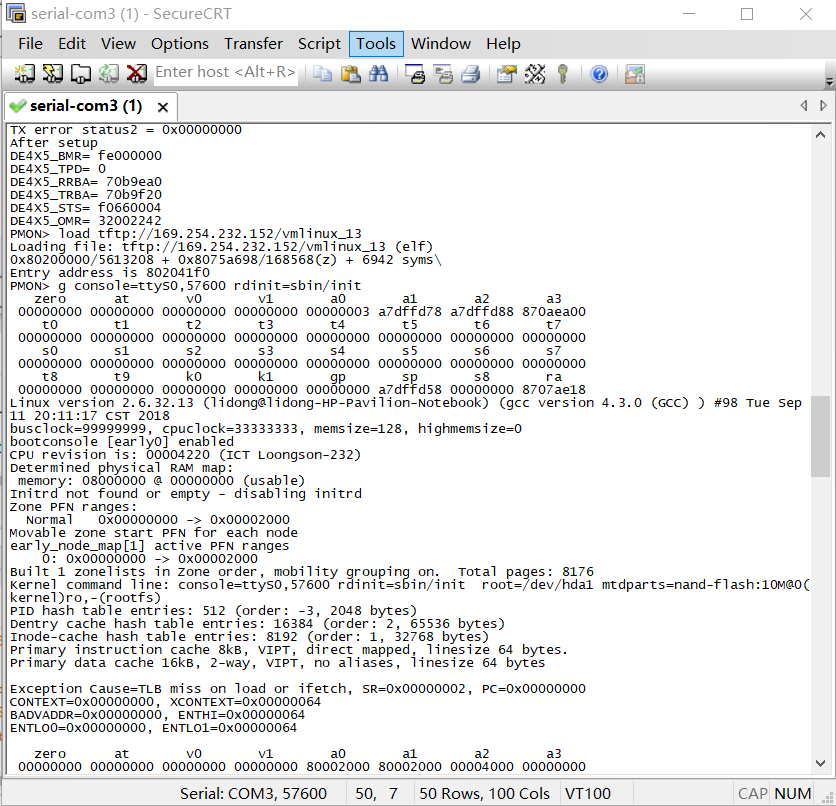 serial-com3 (1) - SecureCRT
File Edit View Options Transfer Script Tools Window Help
Enter host <Alt+R>
serial-com3 (1)
TX error status2 = 0x00000000
After setup
DE4X5_BMR= fe000000
DE4X5_TPD= 0
DE4X5_RRBA= 70b9ea0
DE4X5_TRBA= 70b9f20
DE4X5_STS= f0660004
DE4X5_OMR= 32002242
PMON> load tftp://169.254.232.152/vmlinux_13
Loading file: tftp://169.254.232.152/vmlinux_13 (elf)
0x80200000/5613208 + 0x8075a698/168568(z) + 6942 syms\
Entry address is 802041f0
PMON> g console=ttyS0,57600 rdinit=sbin/init
zero at v0 v1 a0 a1 a2 a3
00000000 00000000 00000000 00000000 00000003 a7dffd78 a7dffd88 870aea00
t0 t1 t2 t3 t4 t5 t6 t7
00000000 00000000 00000000 00000000 00000000 00000000 00000000 00000000
s0 s1 s2 s3 s4 s5 s6 s7
00000000 00000000 00000000 00000000 00000000 00000000 00000000 00000000
t8 t9 k0 k1 gp sp s8 ra
00000000 00000000 00000000 00000000 00000000 a7dffd58 00000000 8707ae18
Linux version 2.6.32.13 (lidong@lidong-HP-Pavilion-Notebook) (gcc version 4.3.0 (GCC) ) #98 Tue Sep
11 20:11:17 CST 2018
busclock=99999999, cpuclock=33333333, memsize=128, highmemsize=0
bootconsole [early0] enabled
CPU revision is: 00004220 (ICT Loongson-232)
Determined physical RAM map:
memory: 08000000 @ 00000000 (usable)
Initrd not found or empty - disabling initrd
Zone PFN ranges:
Normal 0x00000000 -> 0x00002000
Movable zone start PFN for each node
early_node_map[1] active PFN ranges
0: 0x00000000 -> 0x00002000
Built 1 zonelists in Zone order, mobility grouping on. Total pages: 8176
Kernel command line: console=ttyS0,57600 rdinit=sbin/init root=/dev/hda1 mtdparts=nand-flash:10M@0(
kernel)ro,-(rootfs)
PID hash table entries: 512 (order: -3, 2048 bytes)
Dentry cache hash table entries: 16384 (order: 2, 65536 bytes)
Inode-cache hash table entries: 8192 (order: 1, 32768 bytes)
Primary instruction cache 8kB, VIPT, direct mapped, linesize 64 bytes.
Primary data cache 16kB, 2-way, VIPT, no aliases, linesize 64 bytes
Exception Cause=TLB miss on load or ifetch, SR=0x00000002, PC=0x00000000
CONTEXT=0x00000000, XCONTEXT=0x00000064
BADVADDR=0x00000000, ENTHI=0x00000064
ENTLO0=0x00000000, ENTLO1=0x00000064
zero at v0 v1 a0 a1 a2 a3
00000000 00000000 00000000 00000000 80002000 80002000 00004000 00000000
Serial: COM3, 57600 50, 7 50 Rows, 100 Cols VT100 CAP NUM